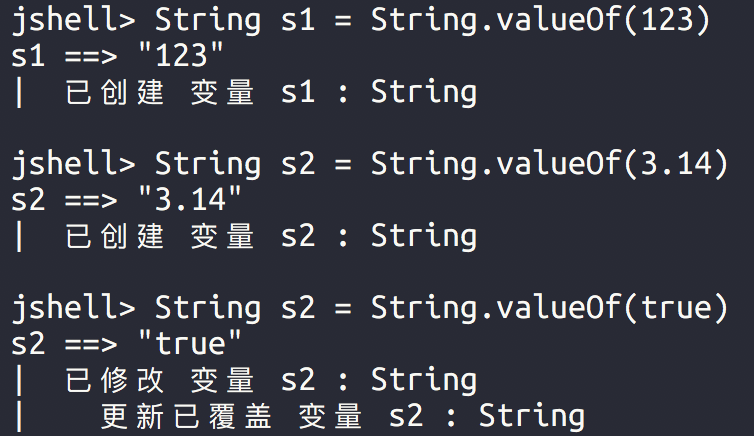 jshell> String s1 = String.valueOf(123)
s1 ==> "123"
|  已创建 变量 s1 : String
jshell> String s2 = String.valueOf(3.14)
s2 ==> "3.14"
|  已创建 变量 s2 : String
jshell> String s2 = String.valueOf(true)
s2 ==> "true"
|  已修改 变量 s2 : String
|    更新已覆盖 变量 s2 : String